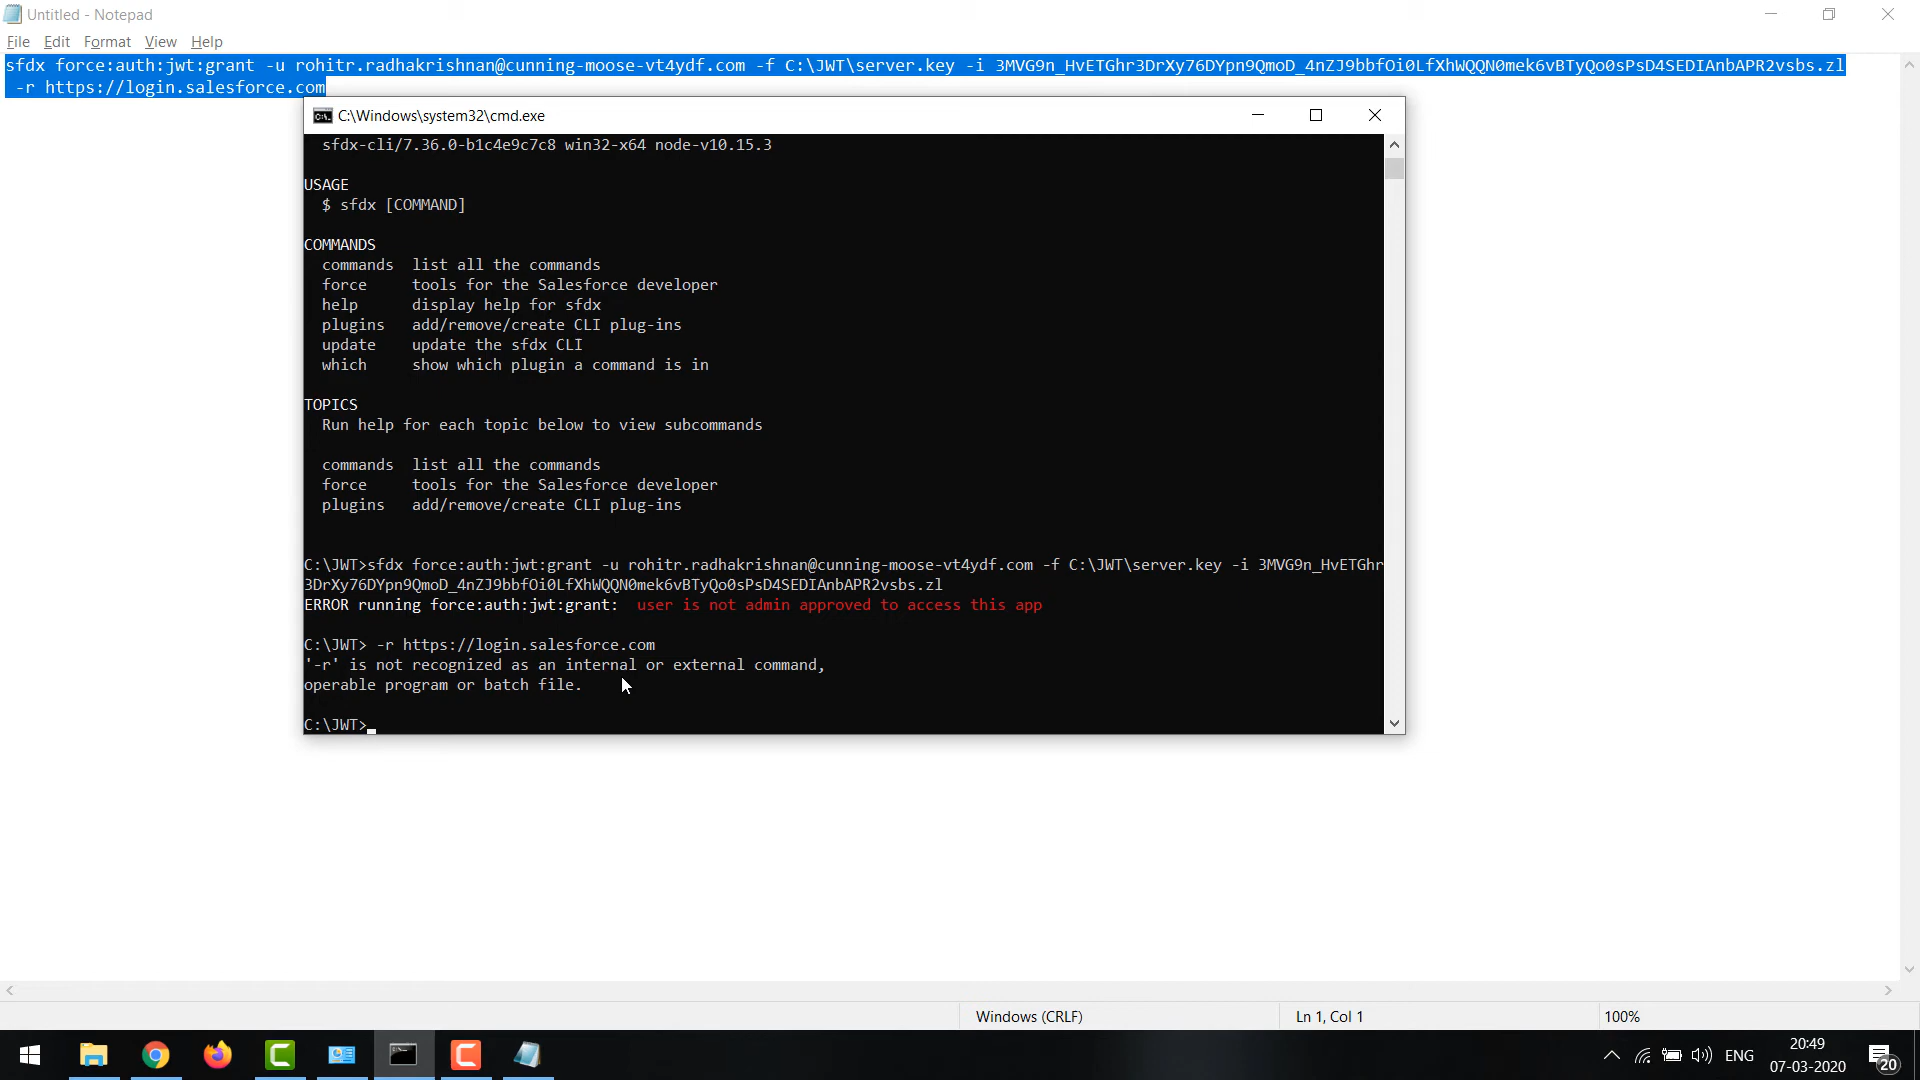 Untitled - Notepad
File Edit Format View Help
sfdx force:auth:jwt:grant -u rohitr.radhakrishnan@cunning-moose-vt4ydf.com -f C:\JWT\server.key -i 3MVG9n_HvETGhr3DrXy76DYpn9QmoD_4nZJ9bbfOi0LfXhWQQN0mek6vBTyQo0sPsD4SEDIAnbAPR2vsbs.zl
-r https://login.salesforce.com
C:\Windows\system32\cmd.exe
sfdx-cli/7.36.0-b1c4e9c7c8 win32-x64 node-v10.15.3
USAGE
$ sfdx [COMMAND]
COMMANDS
commands list all the commands
force tools for the Salesforce developer
help display help for sfdx
plugins add/remove/create CLI plug-ins
update update the sfdx CLI
which show which plugin a command is in
TOPICS
Run help for each topic below to view subcommands
commands list all the commands
force tools for the Salesforce developer
plugins add/remove/create CLI plug-ins
C:\JWT>sfdx force:auth:jwt:grant -u rohitr.radhakrishnan@cunning-moose-vt4ydf.com -f C:\JWT\server.key -i 3MVG9n_HvETGhr
3DrXy76DYpn9QmoD_4nZJ9bbfOi0LfXhWQQN0mek6vBTyQo0sPsD4SEDIAnbAPR2vsbs.zl
ERROR running force:auth:jwt:grant: user is not admin approved to access this app
C:\JWT> -r https://login.salesforce.com
'-r' is not recognized as an internal or external command,
operable program or batch file.
C:\JWT>
Windows (CRLF) Ln 1, Col 1 100%
ENG 20:49
07-03-2020 20